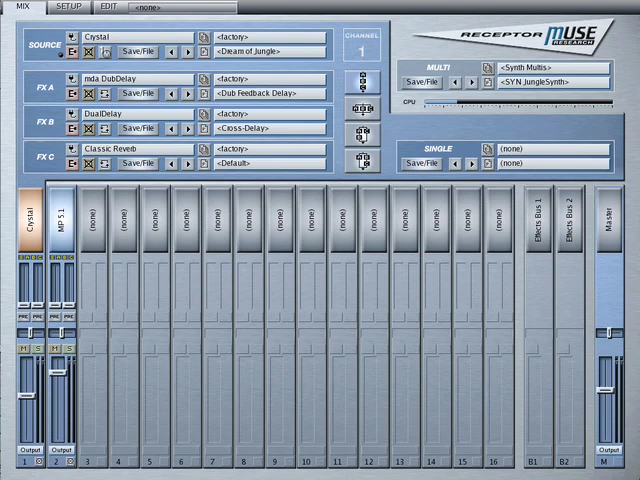 MIX SETUP EDIT <none>
SOURCE Crystal <factory>
Save/File <Dream of Jungle>
CHANNEL
1
FX A mda DubDelay <factory>
Save/File <Dub Feedback Delay>
FX B DualDelay <factory>
Save/File <Cross-Delay>
FX C Classic Reverb <factory>
Save/File <Default>
RECEPTOR MUSE
RESEARCH
MULTI <Synth Multis>
Save/File <SYN JungleSynth>
CPU
SINGLE (none)
Save/File (none)
Crystal MP 5.1 (none) (none) (none) (none) (none) (none) (none) (none) (none) (none) (none) (none) (none) (none) Effects Bus 1 Effects Bus 2 Master
PRE PRE PRE PRE
M S M S
Output Output Output
1 2 3 4 5 6 7 8 9 10 11 12 13 14 15 16 B1 B2 M